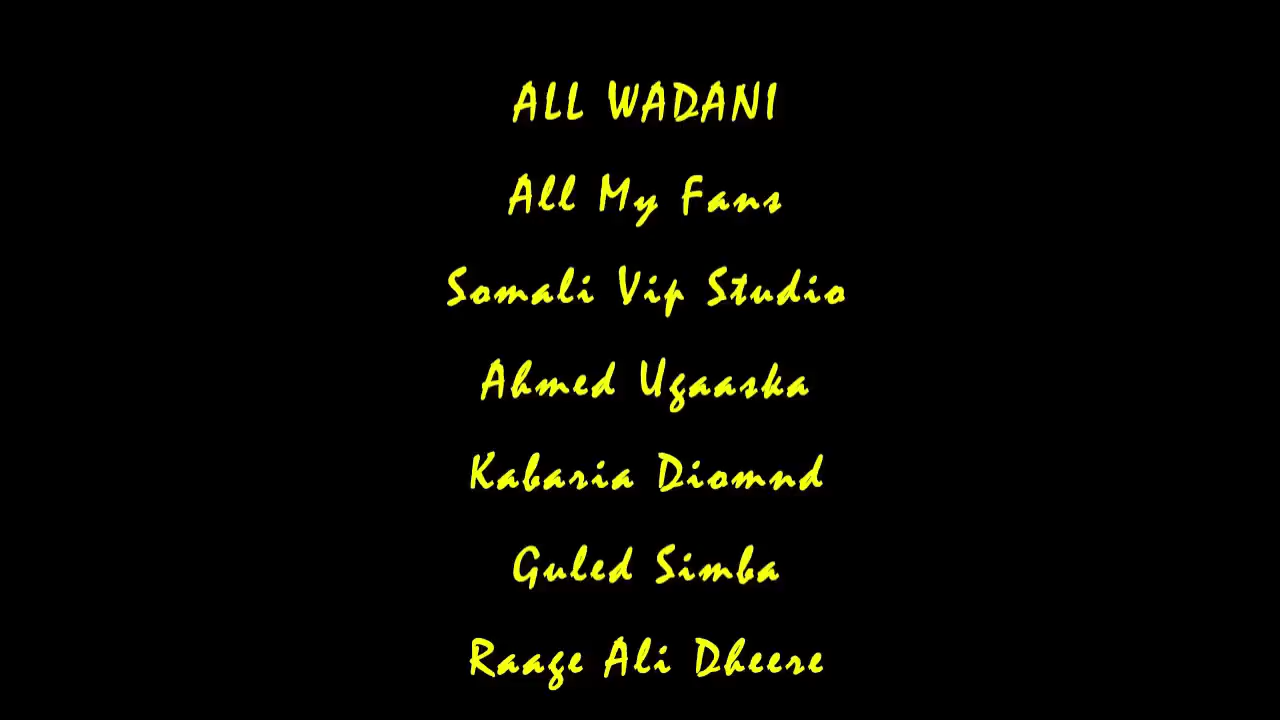 ALL WADANI
All My Fans
Somali Vip Studio
Ahmed Ugaaska
Kabaria Diomnd
Guled Simba
Raage Ali Dheere